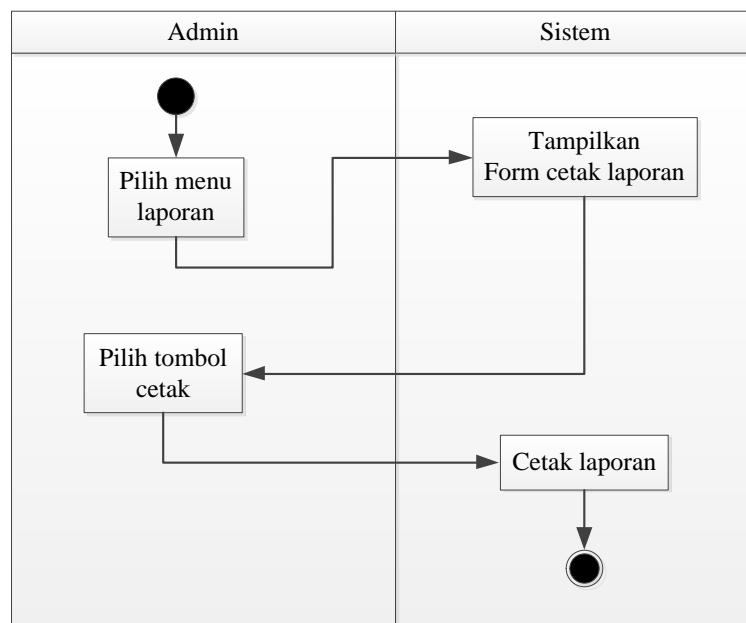 Admin
Sistem
Pilih menu
laporan
Tampilkan
Form cetak laporan
Pilih tombol
cetak
Cetak laporan